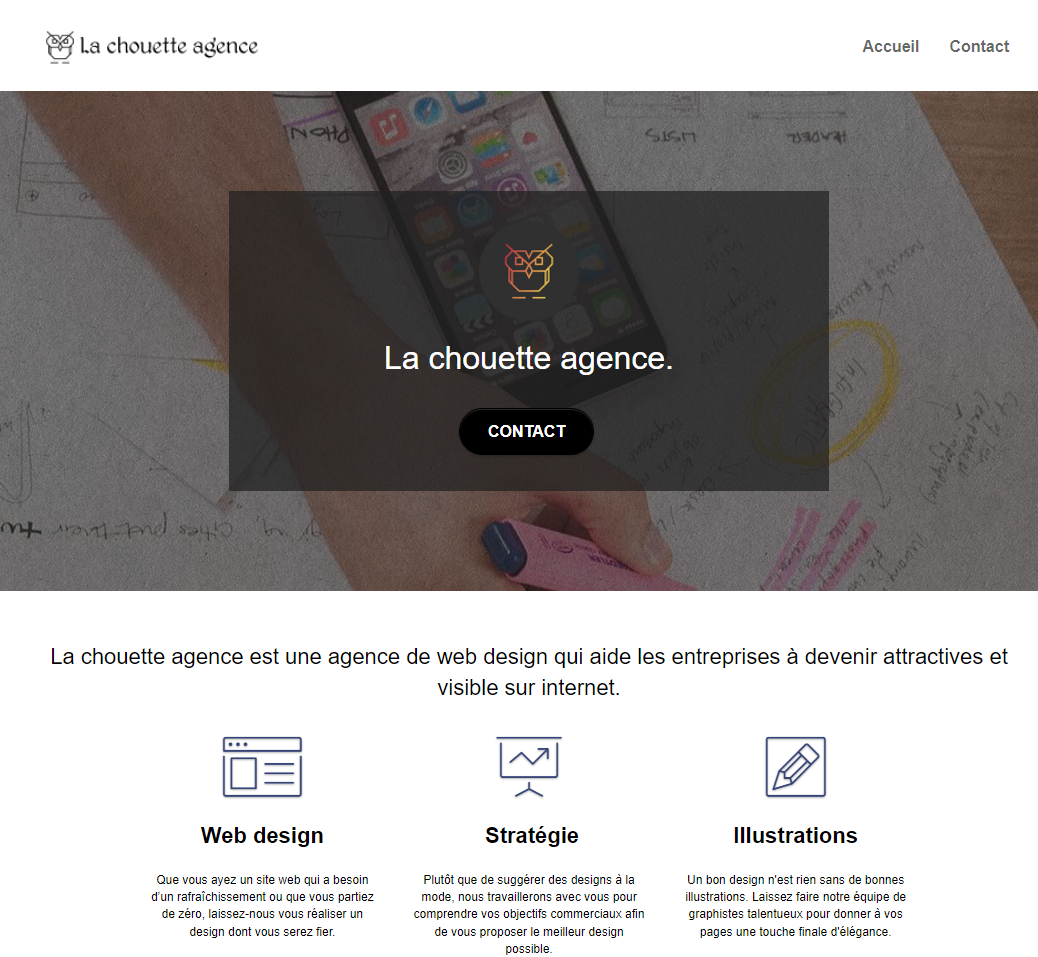 La chouette agence
Accueil
Contact
PHONE
LISTS
HEADER
La chouette agence.
CONTACT
La chouette agence est une agence de web design qui aide les entreprises à devenir attractives et
visible sur internet.
Web design
Stratégie
Illustrations
Que vous ayez un site web qui a besoin
d'un rafraîchissement ou que vous partiez
de zéro, laissez-nous vous réaliser un
design dont vous serez fier.
Plutôt que de suggérer des designs à la
mode, nous travaillerons avec vous pour
comprendre vos objectifs commerciaux afin
de vous proposer le meilleur design
possible.
Un bon design n'est rien sans de bonnes
illustrations. Laissez faire notre équipe de
graphistes talentueux pour donner à vos
pages une touche finale d'élégance.